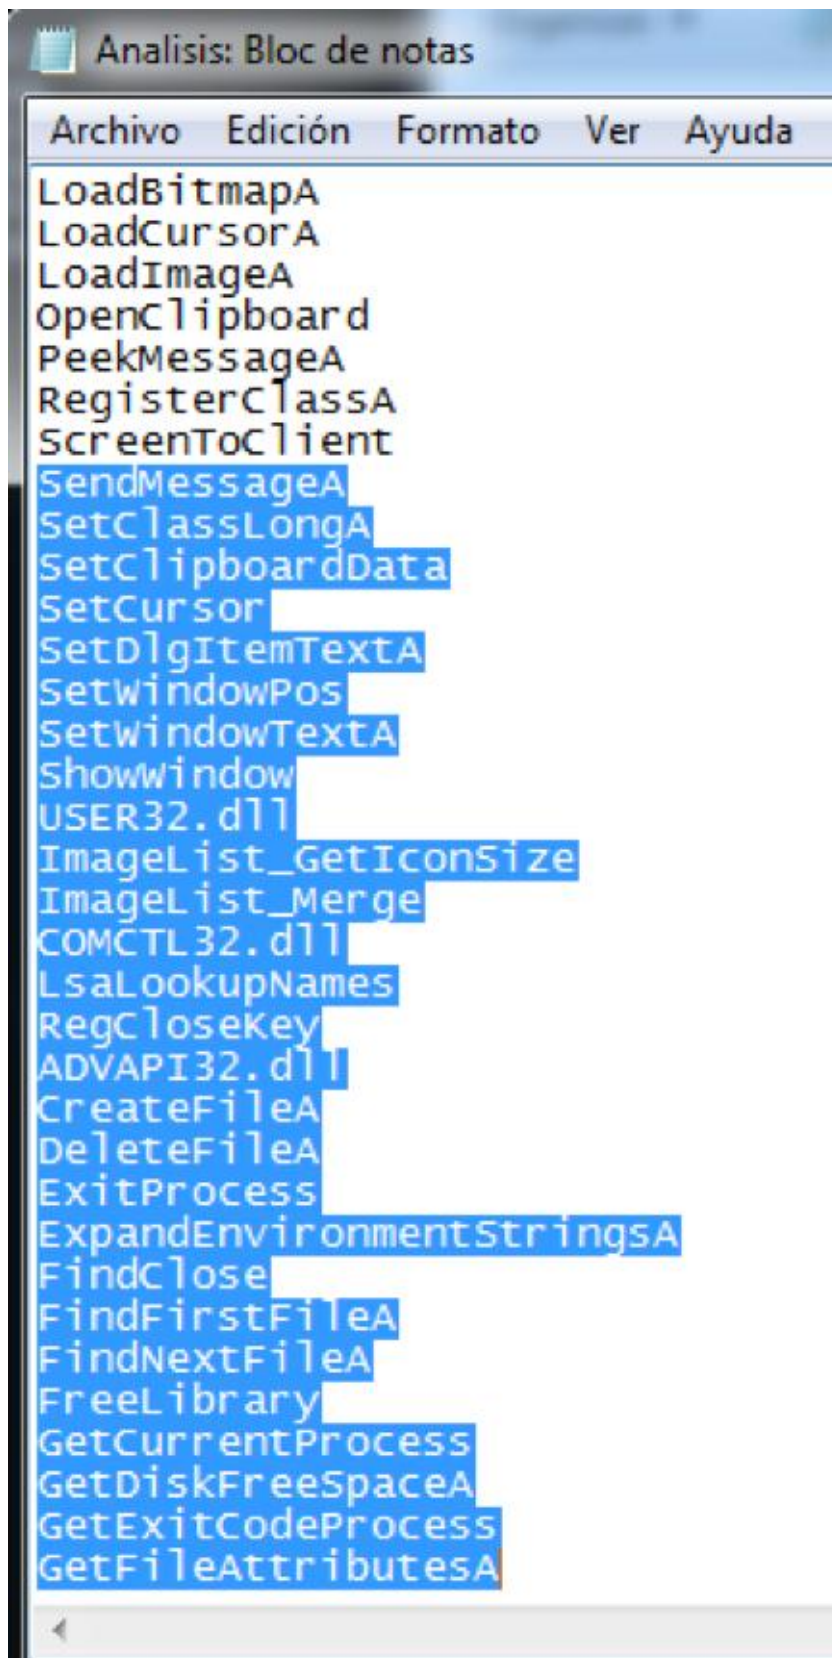 Analisis: Bloc de notas
Archivo Edición Formato Ver Ayuda
LoadBitmapA
LoadCursorA
LoadImageA
OpenClipboard
PeekMessageA
RegisterClassA
ScreenToClient
SendMessageA
SetClassLongA
SetClipboardData
SetCursor
SetDlgItemTextA
SetWindowPos
SetWindowTextA
ShowWindow
USER32.dll
ImageList_GetIconSize
ImageList_Merge
COMCTL32.dll
LsaLookupNames
RegCloseKey
ADVAPI32.dll
CreateFileA
DeleteFileA
ExitProcess
ExpandEnvironmentStringsA
FindClose
FindFirstFileA
FindNextFileA
FreeLibrary
GetCurrentProcess
GetDiskFreeSpaceA
GetExitCodeProcess
GetFileAttributesA